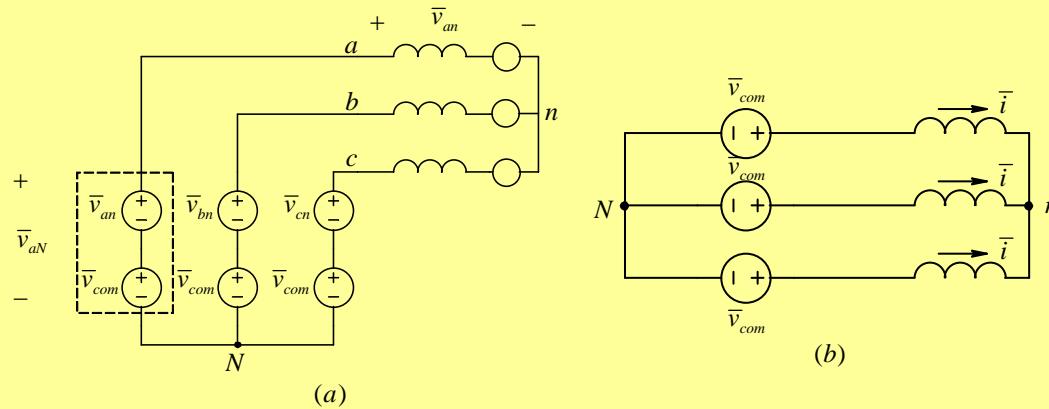 + v̅an −
a
b
n
c
+
v̅aN
−
v̅an + −
v̅bn + −
v̅cn + −
v̅com + −
v̅com + −
v̅com + −
N
(a)
v̅com
i̅
− +
v̅com
i̅
N − + n
i̅
− +
v̅com
(b)